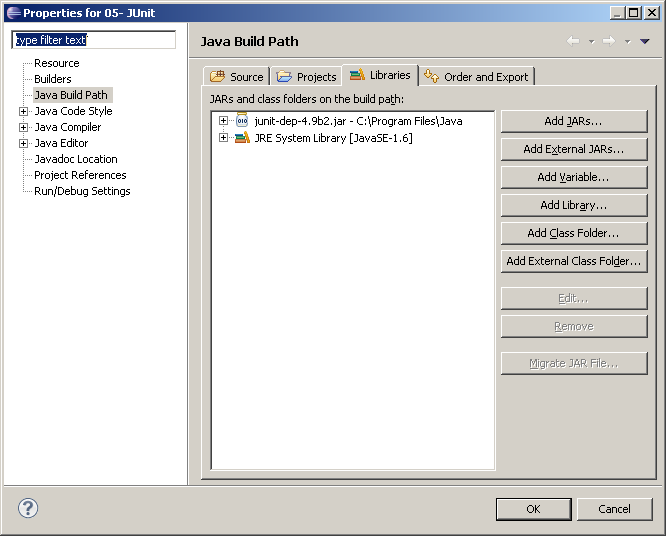 Properties for 05- JUnit
type filter text
Resource
Builders
Java Build Path
Java Code Style
Java Compiler
Java Editor
Javadoc Location
Project References
Run/Debug Settings
Java Build Path
Source Projects Libraries Order and Export
JARs and class folders on the build path:
junit-dep-4.9b2.jar - C:\Program Files\Java
JRE System Library [JavaSE-1.6]
Add JARs...
Add External JARs...
Add Variable...
Add Library...
Add Class Folder...
Add External Class Folder...
Edit...
Remove
Migrate JAR File...
?
OK Cancel